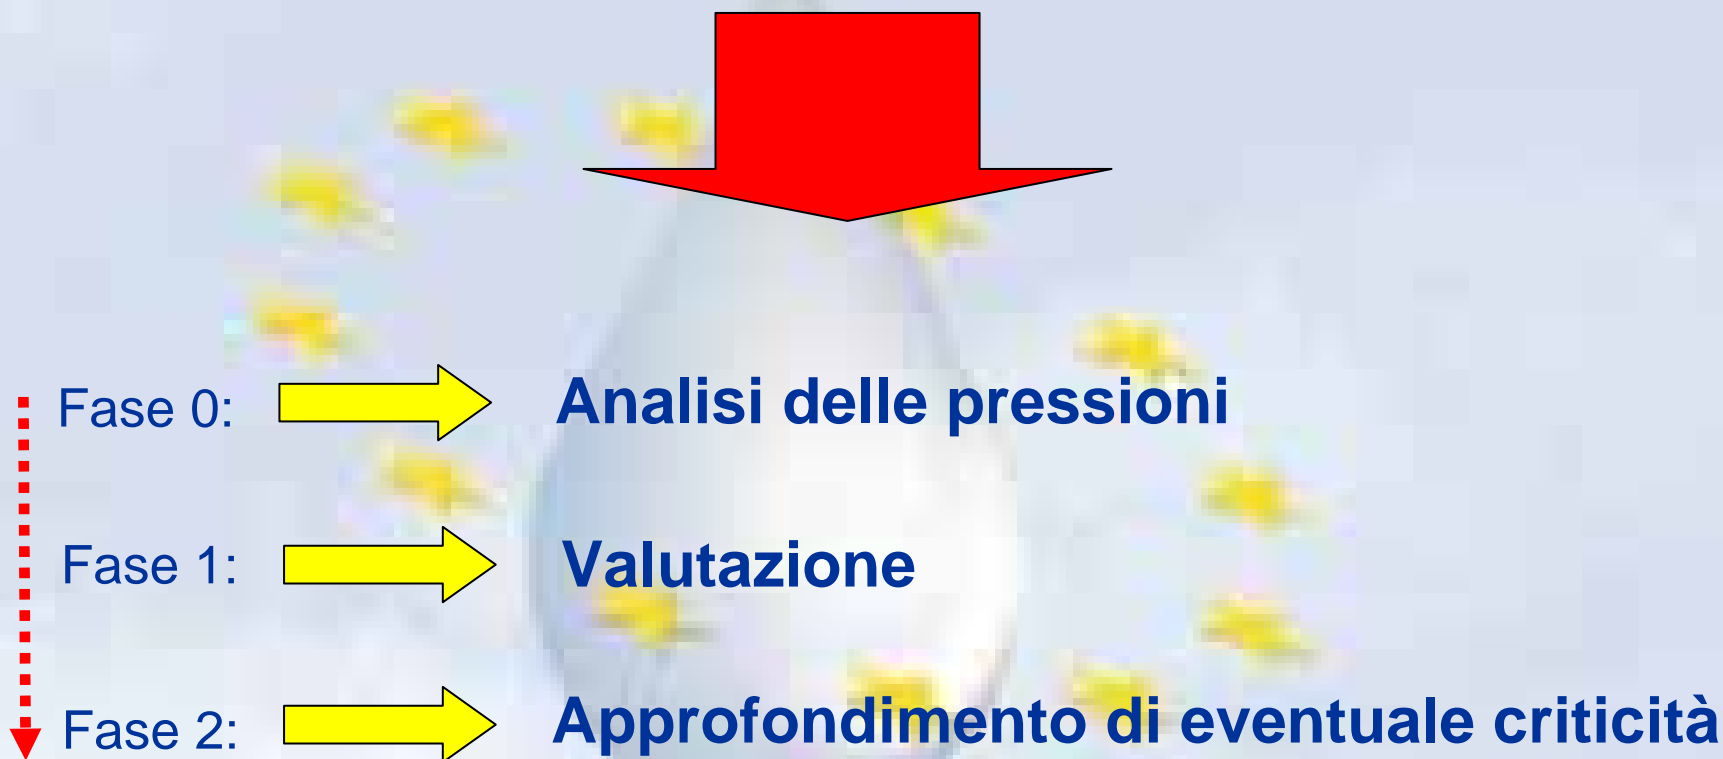 Fase 0: Analisi delle pressioni
Fase 1: Valutazione
Fase 2: Approfondimento di eventuale criticità